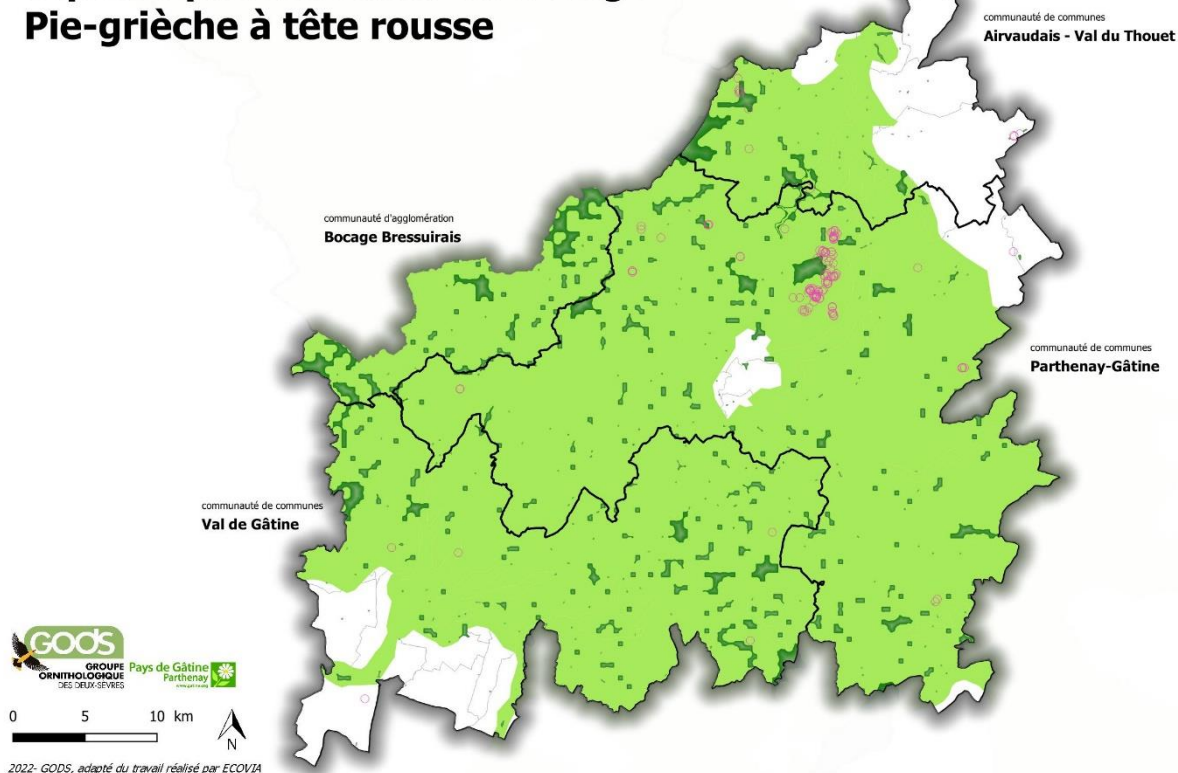 Pie-grièche à tête rousse
communauté de communes
Airvaudais - Val du Thouet
communauté d'agglomération
Bocage Bressuirais
communauté de communes
Parthenay-Gâtine
communauté de communes
Val de Gâtine
GODS
GROUPE
ORNITHOLOGIQUE
DES DEUX-SÈVRES
Pays de Gâtine
Parthenay
0 5 10 km
N
2022- GODS, adapté du travail réalisé par ECOVIA